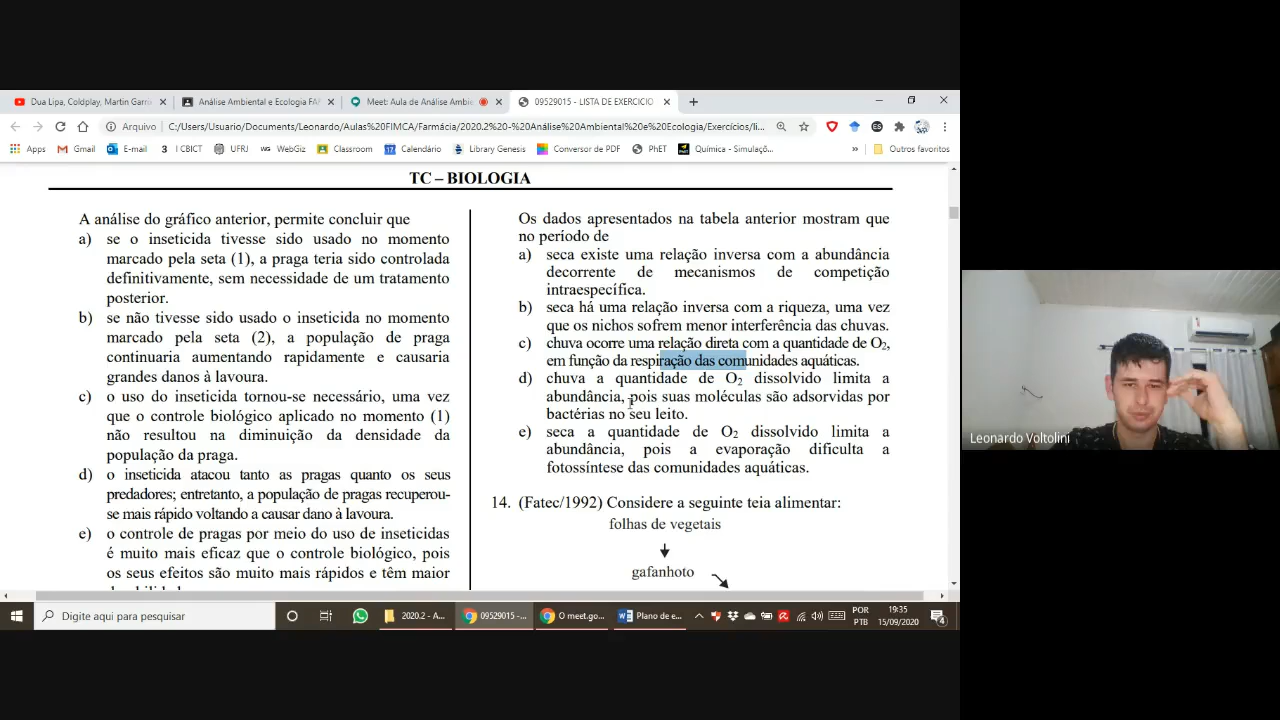 Dua Lipa, Coldplay, Martin Garri
Análise Ambiental e Ecologia FA
Meet: Aula de Análise Ambie
09529015 - LISTA DE EXERCICIO
Arquivo
C:/Users/Usuario/Documents/Leonardo/Aulas%20FIMCA/Farmácia/2020.2%20-%20Análise%20Ambiental%20e%20Ecologia/Exercícios/li...
Apps
Gmail
E-mail
3 I CBICT
UFRJ
WG WebGiz
Classroom
17 Calendário
Library Genesis
Conversor de PDF
PhET
Química - Simulaçõ...
»
Outros favoritos
TC – BIOLOGIA
A análise do gráfico anterior, permite concluir que
a) se o inseticida tivesse sido usado no momento
marcado pela seta (1), a praga teria sido controlada
definitivamente, sem necessidade de um tratamento
posterior.
b) se não tivesse sido usado o inseticida no momento
marcado pela seta (2), a população de praga
continuaria aumentando rapidamente e causaria
grandes danos à lavoura.
c) o uso do inseticida tornou-se necessário, uma vez
que o controle biológico aplicado no momento (1)
não resultou na diminuição da densidade da
população da praga.
d) o inseticida atacou tanto as pragas quanto os seus
predadores; entretanto, a população de pragas recuperou-
se mais rápido voltando a causar dano à lavoura.
e) o controle de pragas por meio do uso de inseticidas
é muito mais eficaz que o controle biológico, pois
os seus efeitos são muito mais rápidos e têm maior
Os dados apresentados na tabela anterior mostram que
no período de
a) seca existe uma relação inversa com a abundância
decorrente de mecanismos de competição
intraespecífica.
b) seca há uma relação inversa com a riqueza, uma vez
que os nichos sofrem menor interferência das chuvas.
c) chuva ocorre uma relação direta com a quantidade de O₂,
em função da respiração das comunidades aquáticas.
d) chuva a quantidade de O₂ dissolvido limita a
abundância, pois suas moléculas são adsorvidas por
bactérias no seu leito.
e) seca a quantidade de O₂ dissolvido limita a
abundância, pois a evaporação dificulta a
fotossíntese das comunidades aquáticas.
14. (Fatec/1992) Considere a seguinte teia alimentar:
folhas de vegetais
gafanhoto
Leonardo Voltolini
Digite aqui para pesquisar
2020.2 - A...
09529015 -...
O meet.go...
Plano de e...
POR
PTB
19:35
15/09/2020
4